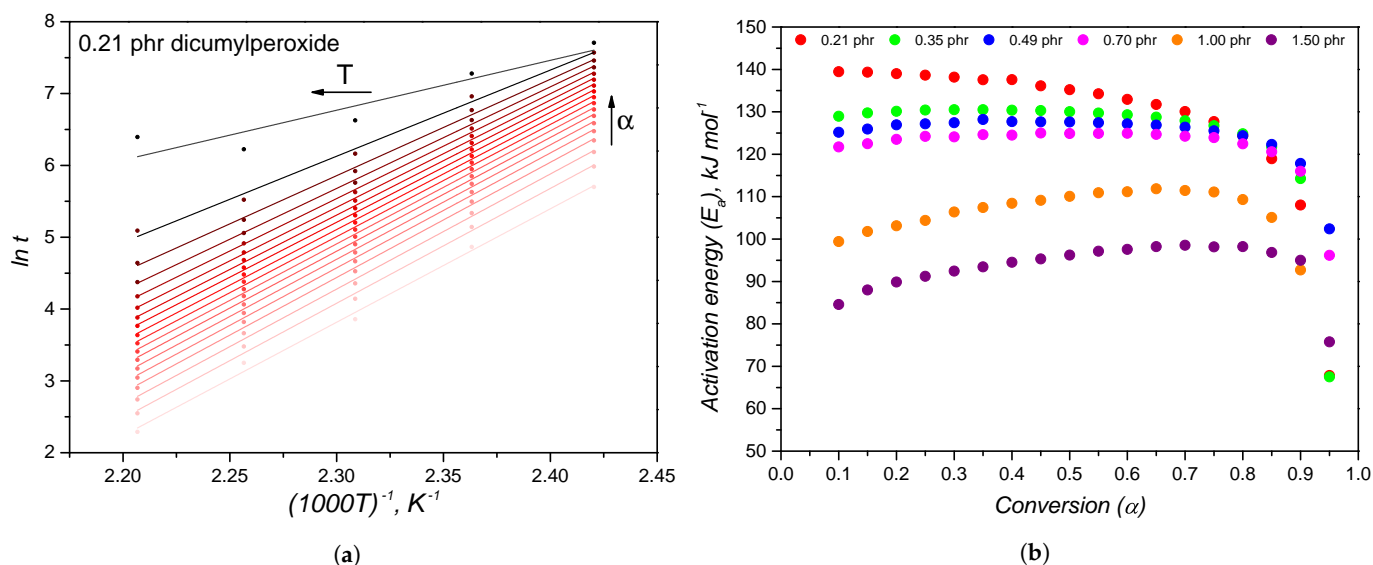 0.21 phr dicumylperoxide
T
α
ln t
8
7
6
5
4
3
2
2.20 2.25 2.30 2.35 2.40 2.45
(1000T)⁻¹, K⁻¹
(a)
0.21 phr 0.35 phr 0.49 phr 0.70 phr 1.00 phr 1.50 phr
Activation energy (Eₐ), kJ mol⁻¹
150
140
130
120
110
100
90
80
70
60
50
0.0 0.1 0.2 0.3 0.4 0.5 0.6 0.7 0.8 0.9 1.0
Conversion (α)
(b)